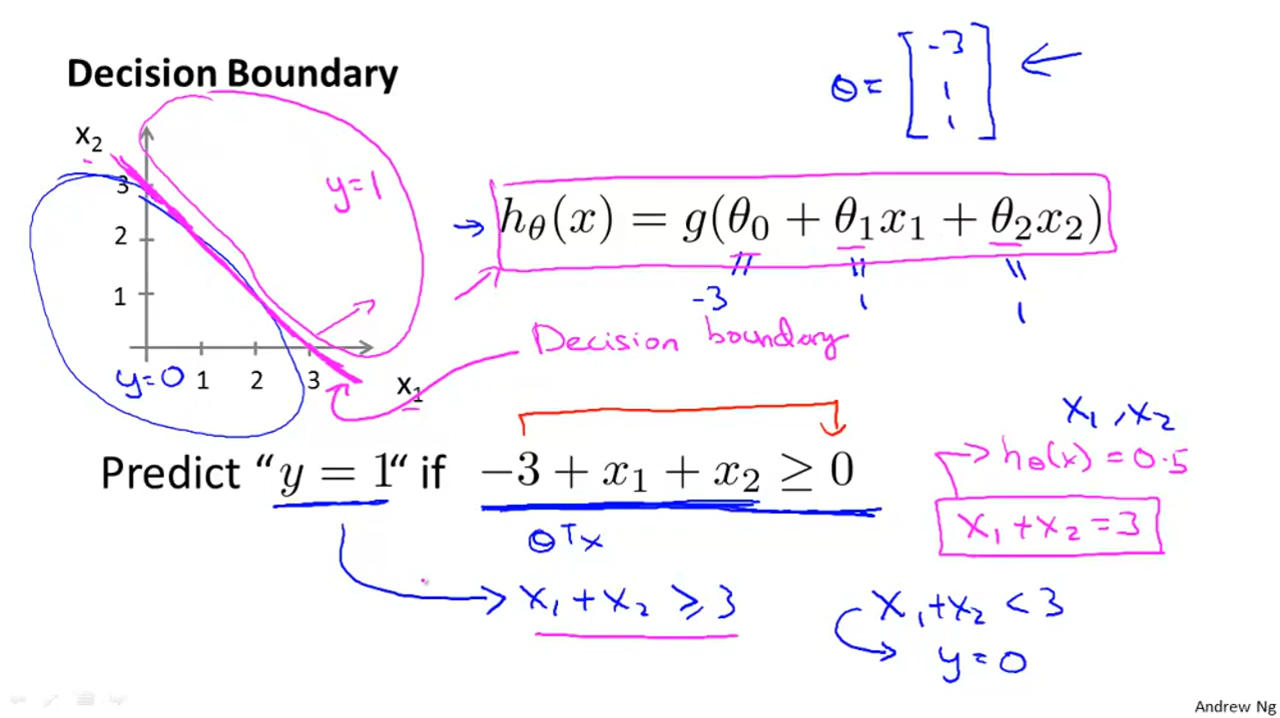 Decision Boundary
θ = [-3 1 1]
x₂
3
2
1
y=1
hθ(x) = g(θ₀ + θ₁x₁ + θ₂x₂)
-3 1 1
Decision boundary
y=0 1 2 3 x₁
Predict “y = 1“ if -3 + x₁ + x₂ ≥ 0
θᵀx
x₁, x₂
hθ(x) = 0.5
x₁ + x₂ = 3
x₁ + x₂ ≥ 3
x₁+x₂ < 3
y=0
Andrew Ng